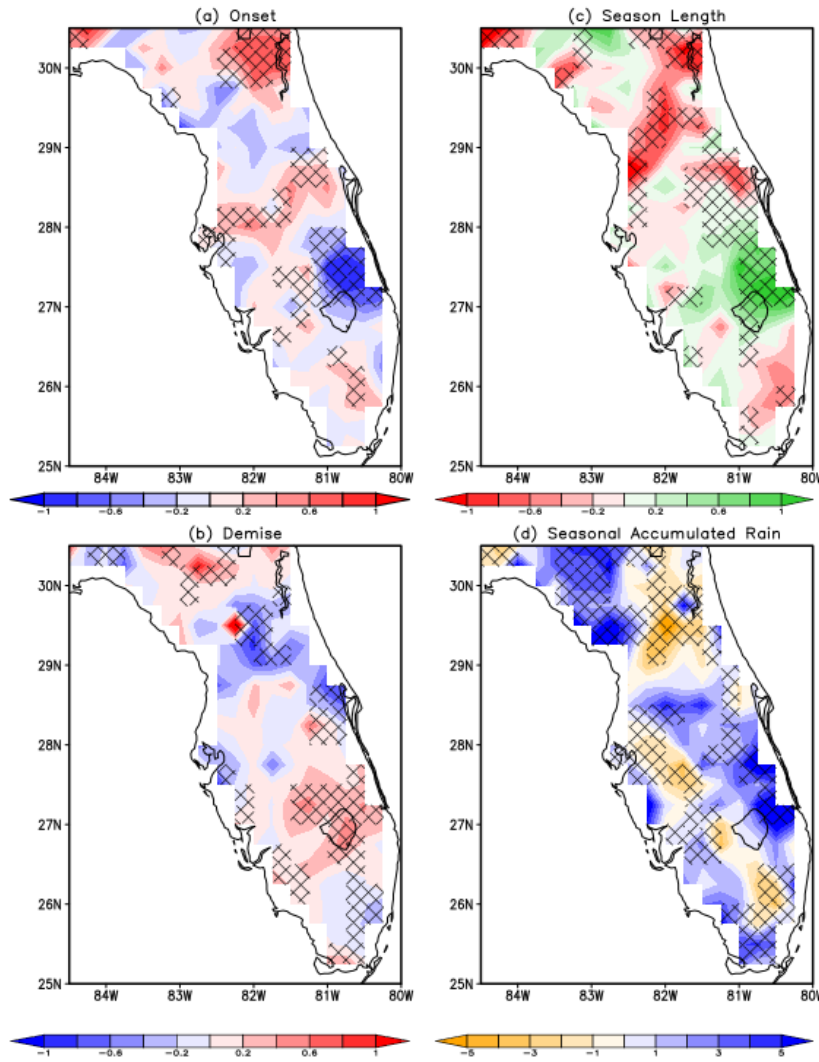 (a) Onset
30N
29N
28N
27N
26N
25N
84W 83W 82W 81W 80W
-1 -0.6 -0.2 0.2 0.6 1
(c) Season Length
30N
29N
28N
27N
26N
25N
84W 83W 82W 81W 80W
-1 -0.6 -0.2 0.2 0.6 1
(b) Demise
30N
29N
28N
27N
26N
25N
84W 83W 82W 81W 80W
-1 -0.6 -0.2 0.2 0.6 1
(d) Seasonal Accumulated Rain
30N
29N
28N
27N
26N
25N
84W 83W 82W 81W 80W
-5 -3 -1 1 3 5